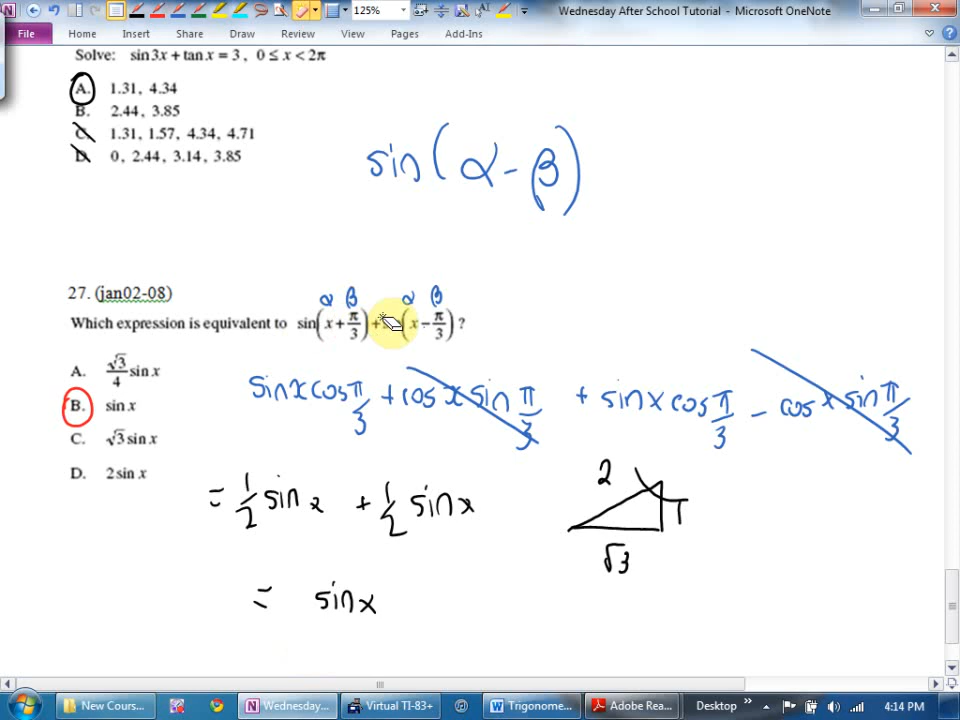 125% Wednesday After School Tutorial - Microsoft OneNote
File Home Insert Share Draw Review View Pages Add-Ins
Solve: sin3x + tan x = 3 , 0 ≤ x < 2π
A. 1.31, 4.34
B. 2.44, 3.85
C. 1.31, 1.57, 4.34, 4.71
D. 0, 2.44, 3.14, 3.85
sin(α - β)
27. (jan02-08)
α β α β
Which expression is equivalent to sin(x + π/3) + (x − π/3) ?
A. √3/4 sin x
B. sin x
C. √3 sin x
D. 2 sin x
sinx cos π/3 + cos x sin π/3 + sinx cos π/3 - cos x sin π/3
= 1/2 sin x + 1/2 sin x
2
1
√3
= sin x
New Cours... Wednesday... Virtual TI-83+ Trigonome... Adobe Rea... Desktop 4:14 PM